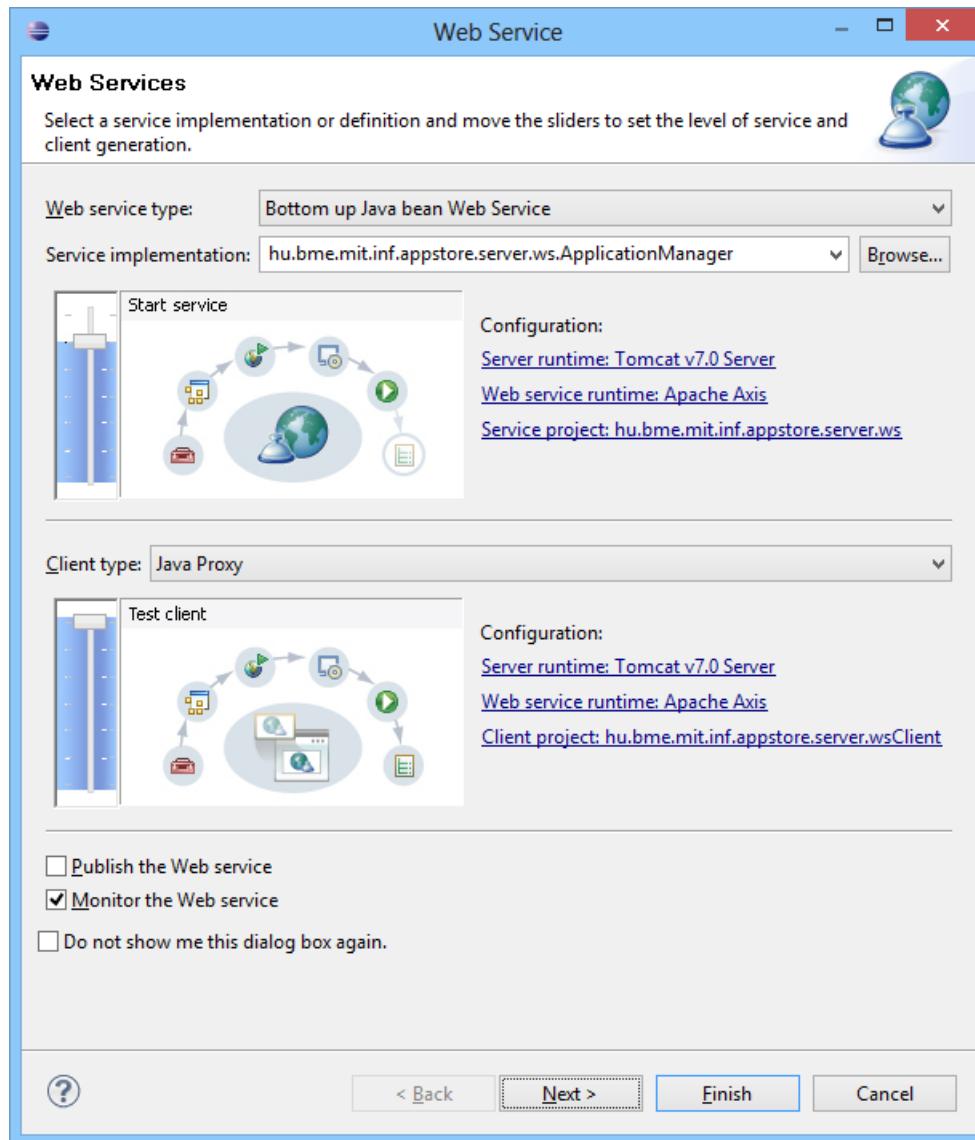 Web Service
Web Services
Select a service implementation or definition and move the sliders to set the level of service and
client generation.
Web service type: Bottom up Java bean Web Service
Service implementation: hu.bme.mit.inf.appstore.server.ws.ApplicationManager Browse...
Start service
Configuration:
Server runtime: Tomcat v7.0 Server
Web service runtime: Apache Axis
Service project: hu.bme.mit.inf.appstore.server.ws
Client type: Java Proxy
Test client
Configuration:
Server runtime: Tomcat v7.0 Server
Web service runtime: Apache Axis
Client project: hu.bme.mit.inf.appstore.server.wsClient
Publish the Web service
Monitor the Web service
Do not show me this dialog box again.
? < Back Next > Finish Cancel